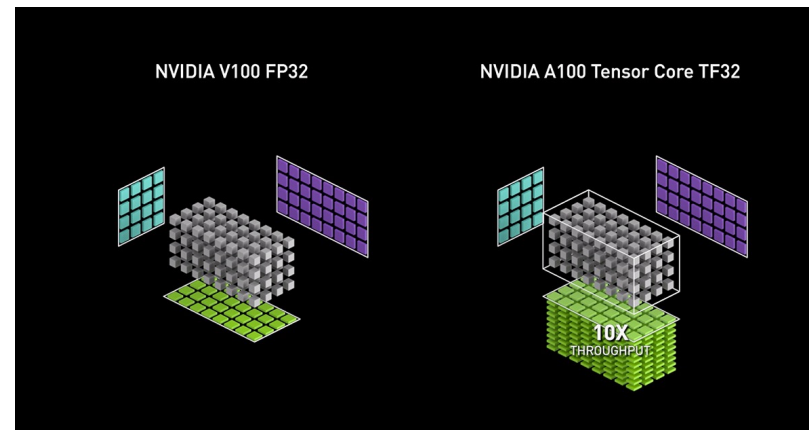 NVIDIA V100 FP32
NVIDIA A100 Tensor Core TF32
10X
THROUGHPUT